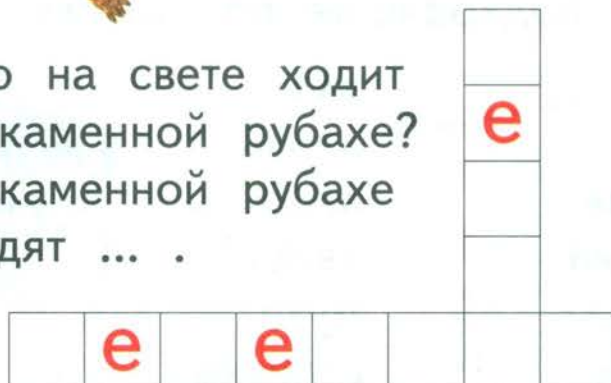 о на свете ходит
каменной рубахе?
каменной рубахе
дят ... .
е
е е